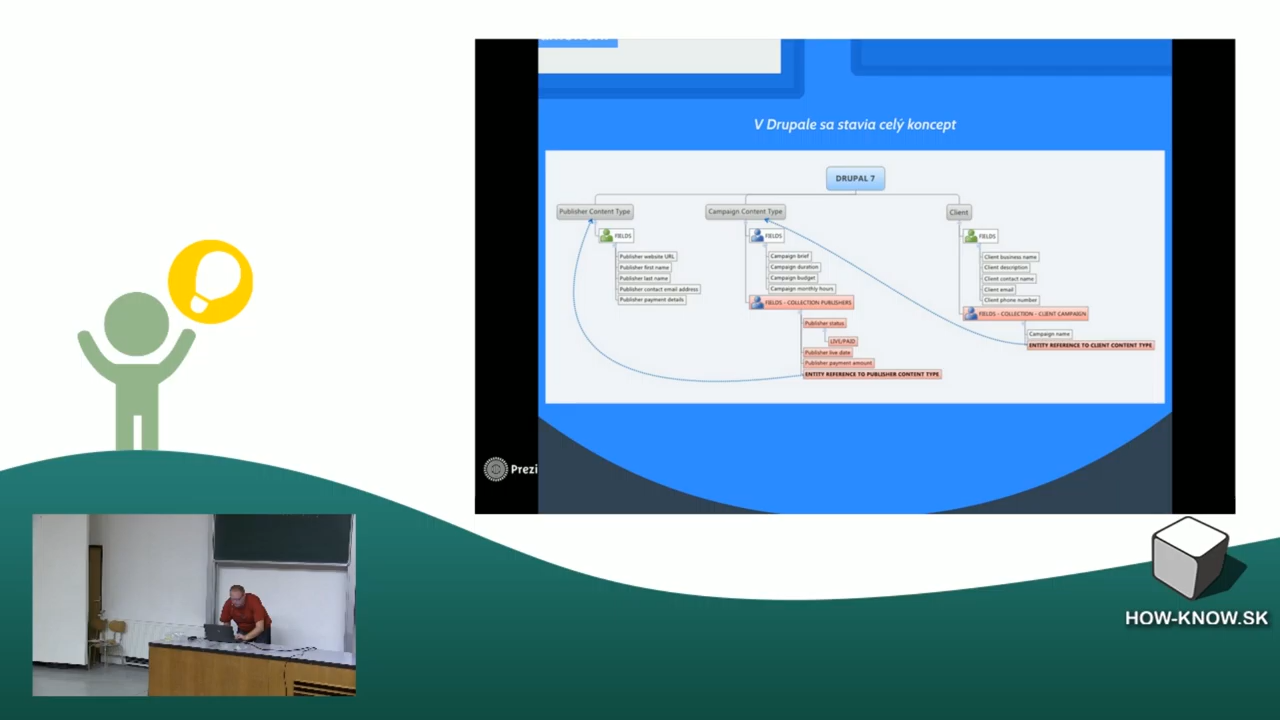 V Drupale sa stavia celý koncept
DRUPAL 7
Publisher Content Type
Campaign Content Type
Client
FIELDS
FIELDS
FIELDS
Publisher website URL
Publisher first name
Publisher last name
Publisher contact email address
Publisher payment details
Campaign brief
Campaign duration
Campaign budget
Campaign monthly hours
FIELDS - COLLECTION PUBLISHERS
Publisher status
LIVE/PAID
Publisher live date
Publisher payment amount
ENTITY REFERENCE TO PUBLISHER CONTENT TYPE
Client business name
Client description
Client contact name
Client email
Client phone number
FIELDS - COLLECTION - CLIENT CAMPAIGN
Campaign name
ENTITY REFERENCE TO CLIENT CONTENT TYPE
Prezi
HOW-KNOW.SK